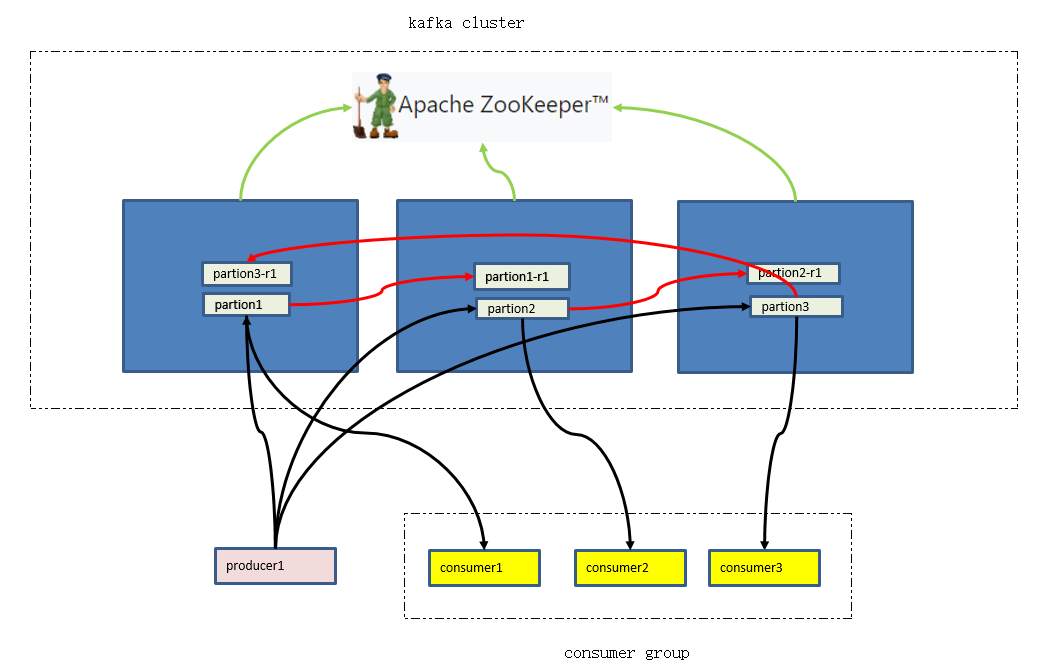 kafka cluster
Apache ZooKeeper™
partion3-r1
partion1
partion1-r1
partion2
partion2-r1
partion3
producer1
consumer1
consumer2
consumer3
consumer group